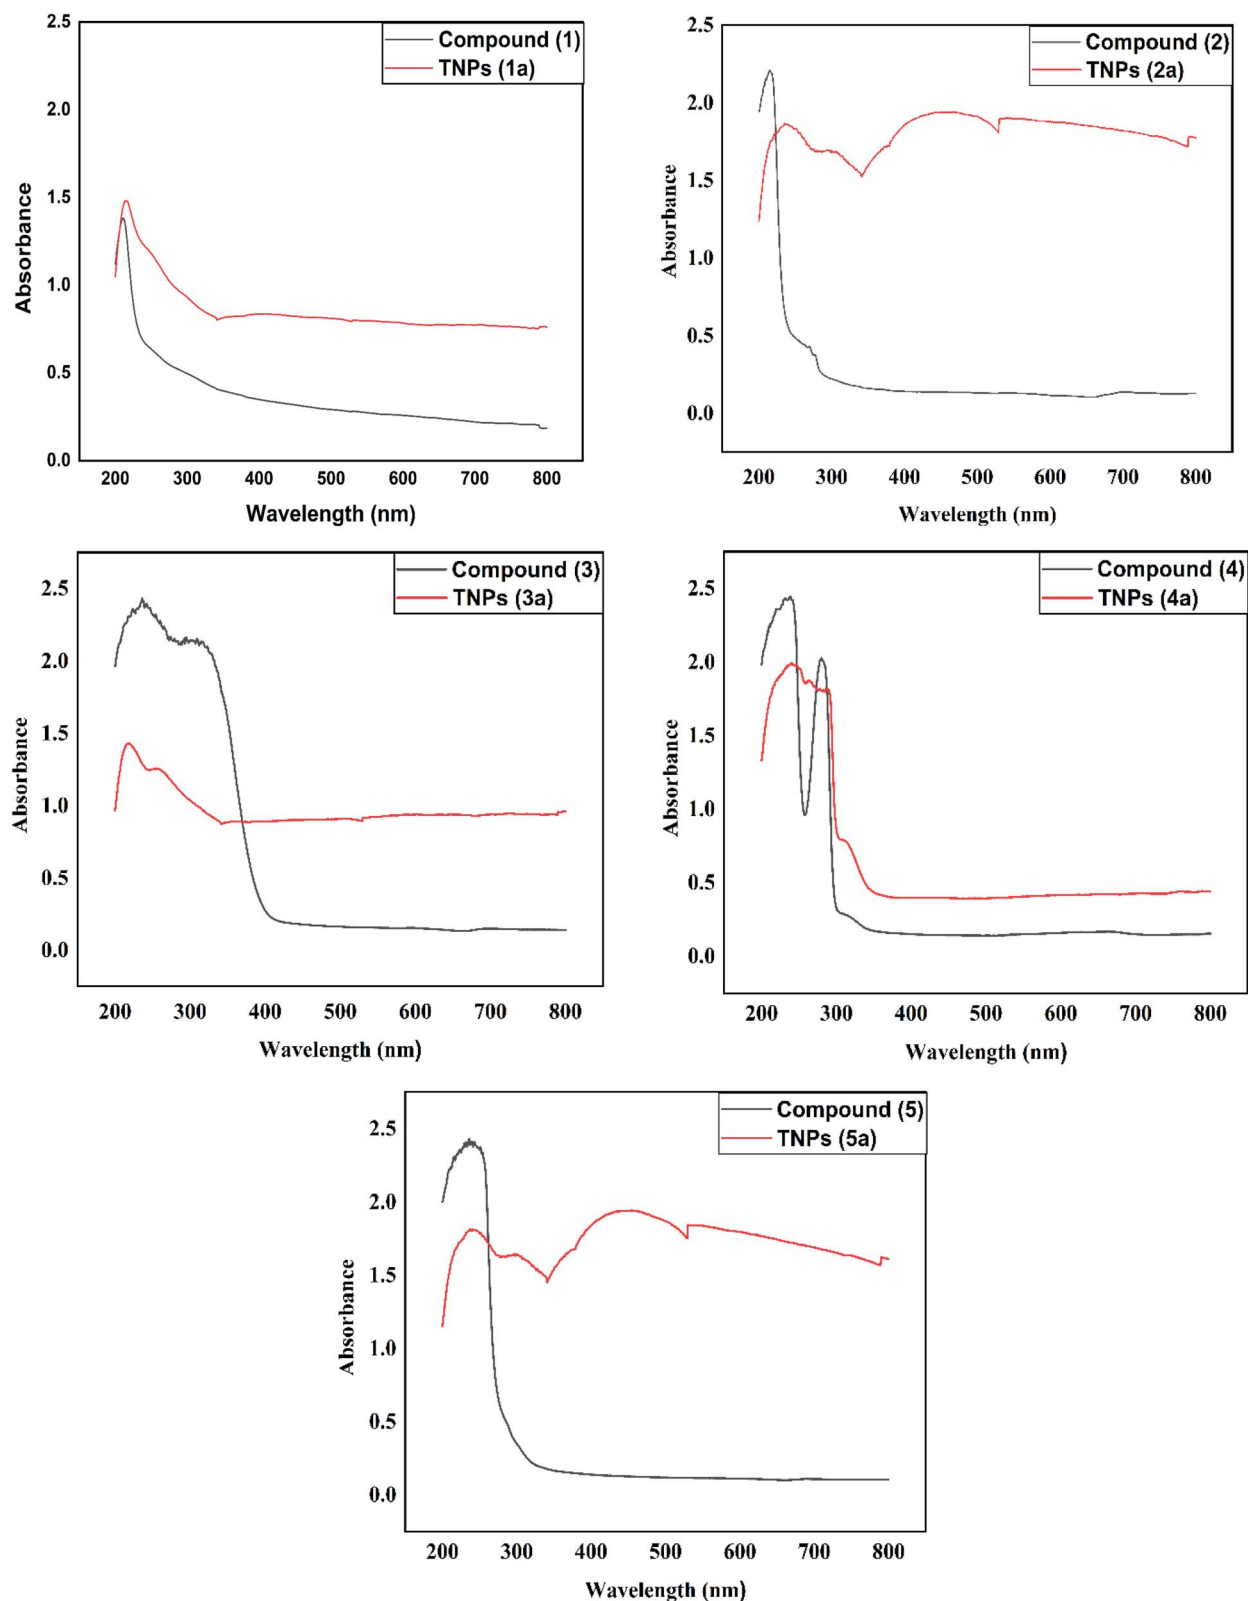 Compound (1)
TNPs (1a)
2.5
2.0
1.5
1.0
0.5
0.0
Absorbance
200 300 400 500 600 700 800
Wavelength (nm)
Compound (2)
TNPs (2a)
2.5
2.0
1.5
1.0
0.5
0.0
Absorbance
200 300 400 500 600 700 800
Wavelength (nm)
Compound (3)
TNPs (3a)
2.5
2.0
1.5
1.0
0.5
0.0
Absorbance
200 300 400 500 600 700 800
Wavelength (nm)
Compound (4)
TNPs (4a)
2.5
2.0
1.5
1.0
0.5
0.0
Absorbance
200 300 400 500 600 700 800
Wavelength (nm)
Compound (5)
TNPs (5a)
2.5
2.0
1.5
1.0
0.5
0.0
Absorbance
200 300 400 500 600 700 800
Wavelength (nm)